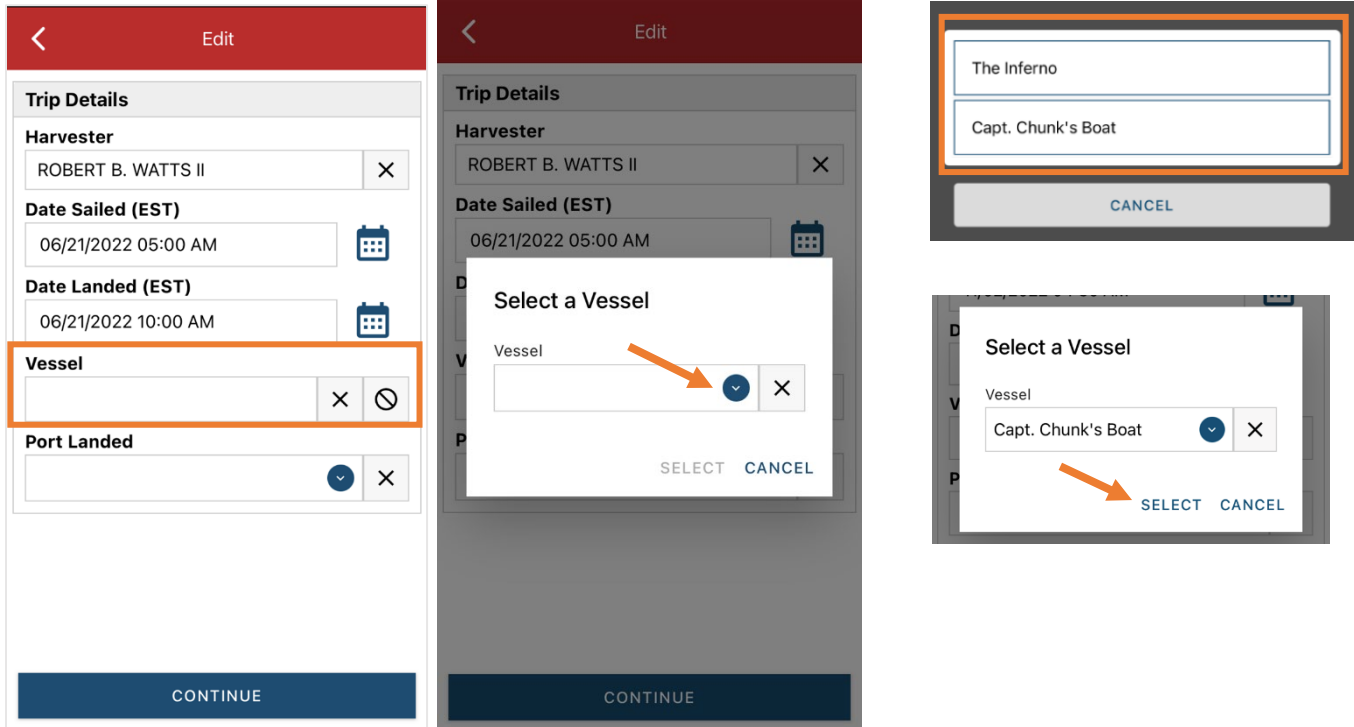 Edit
Trip Details
Harvester
ROBERT B. WATTS II
Date Sailed (EST)
06/21/2022 05:00 AM
Date Landed (EST)
06/21/2022 10:00 AM
Vessel
Port Landed
CONTINUE
Edit
Trip Details
Harvester
ROBERT B. WATTS II
Date Sailed (EST)
06/21/2022 05:00 AM
D
Select a Vessel
V
Vessel
P
SELECT CANCEL
CONTINUE
The Inferno
Capt. Chunk's Boat
CANCEL
D
Select a Vessel
Vessel
V
Capt. Chunk's Boat
P
SELECT CANCEL